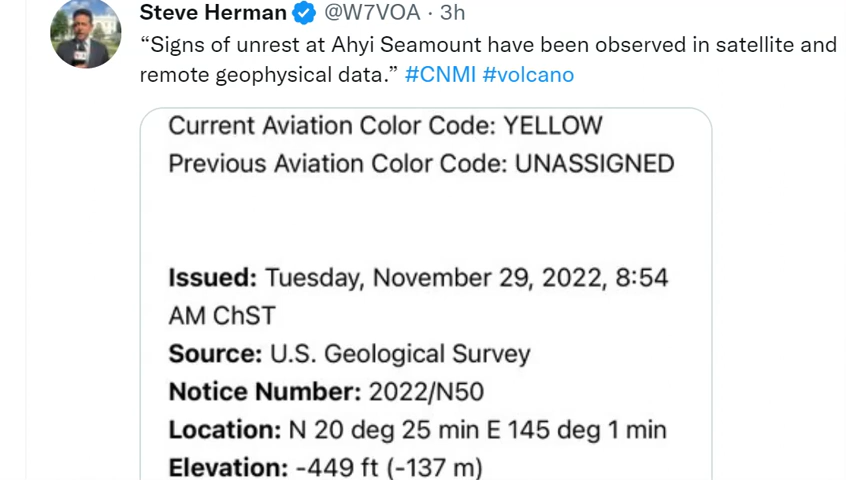 Steve Herman @W7VOA · 3h
“Signs of unrest at Ahyi Seamount have been observed in satellite and
remote geophysical data.” #CNMI #volcano
Current Aviation Color Code: YELLOW
Previous Aviation Color Code: UNASSIGNED
Issued: Tuesday, November 29, 2022, 8:54
AM ChST
Source: U.S. Geological Survey
Notice Number: 2022/N50
Location: N 20 deg 25 min E 145 deg 1 min
Elevation: -449 ft (-137 m)